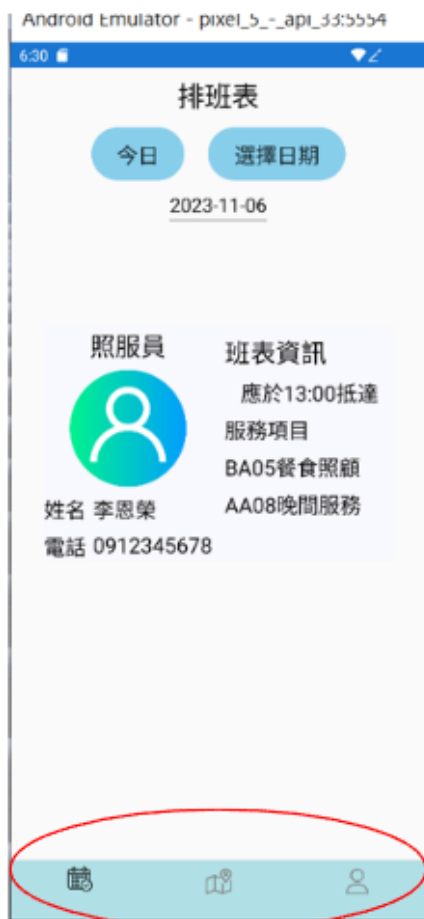 Android Emulator - pixel_5_-_api_33:5554
6:30
排班表
今日
選擇日期
2023-11-06
照服員
姓名 李恩榮
電話 0912345678
班表資訊
應於13:00抵達
服務項目
BA05餐食照顧
AA08晚間服務